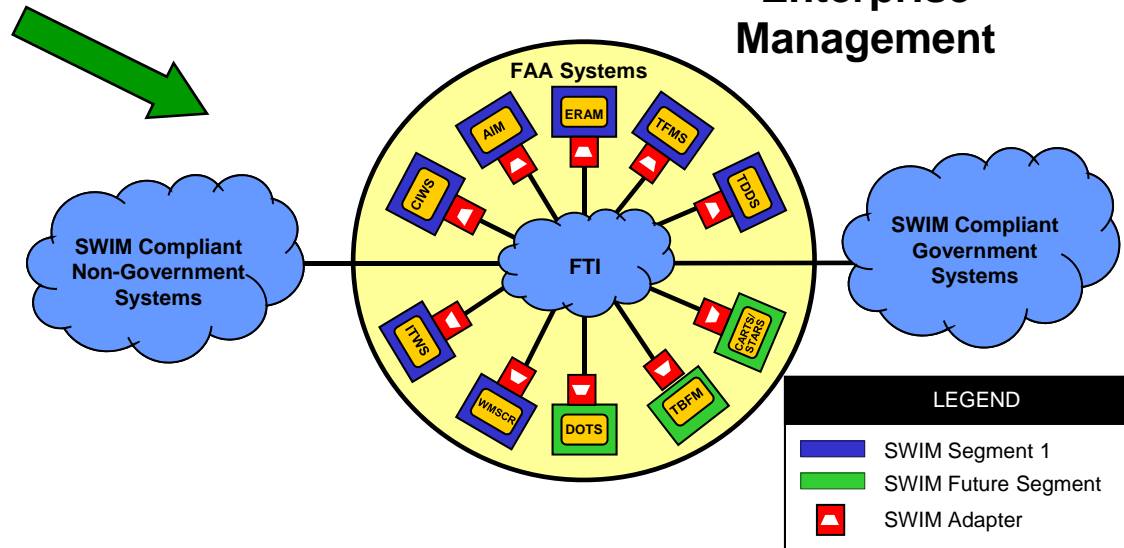 Enterprise
Management
FAA Systems
ERAM
AIM
TFMS
CIWS
TDDS
SWIM Compliant
Non-Government
Systems
FTI
SWIM Compliant
Government
Systems
ITWS
CARTS/
STARS
WMSCR
DOTS
TBFM
LEGEND
SWIM Segment 1
SWIM Future Segment
SWIM Adapter